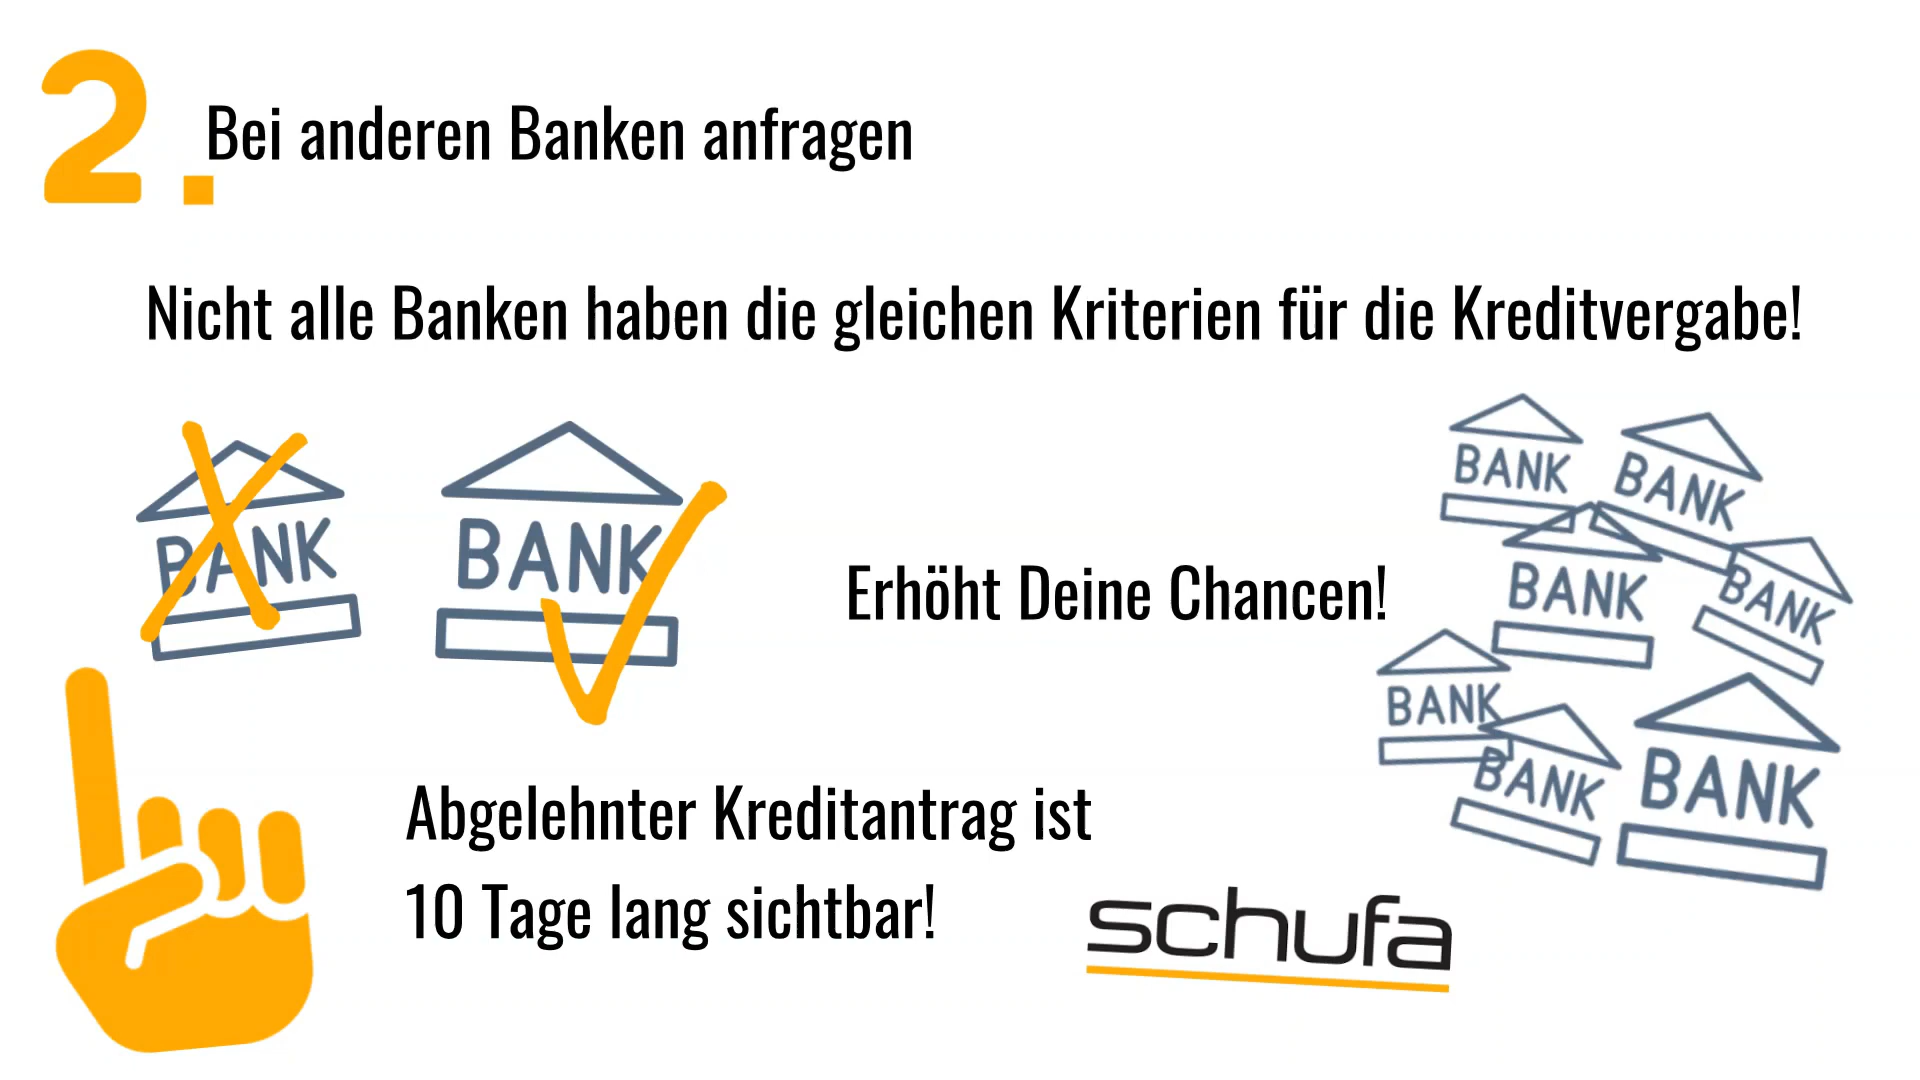 2. Bei anderen Banken anfragen
Nicht alle Banken haben die gleichen Kriterien für die Kreditvergabe!
BANK
BANK
Erhöht Deine Chancen!
BANK
BANK
BANK
BANK
BANK
BANK
BANK
Abgelehnter Kreditantrag ist
10 Tage lang sichtbar!
schufa